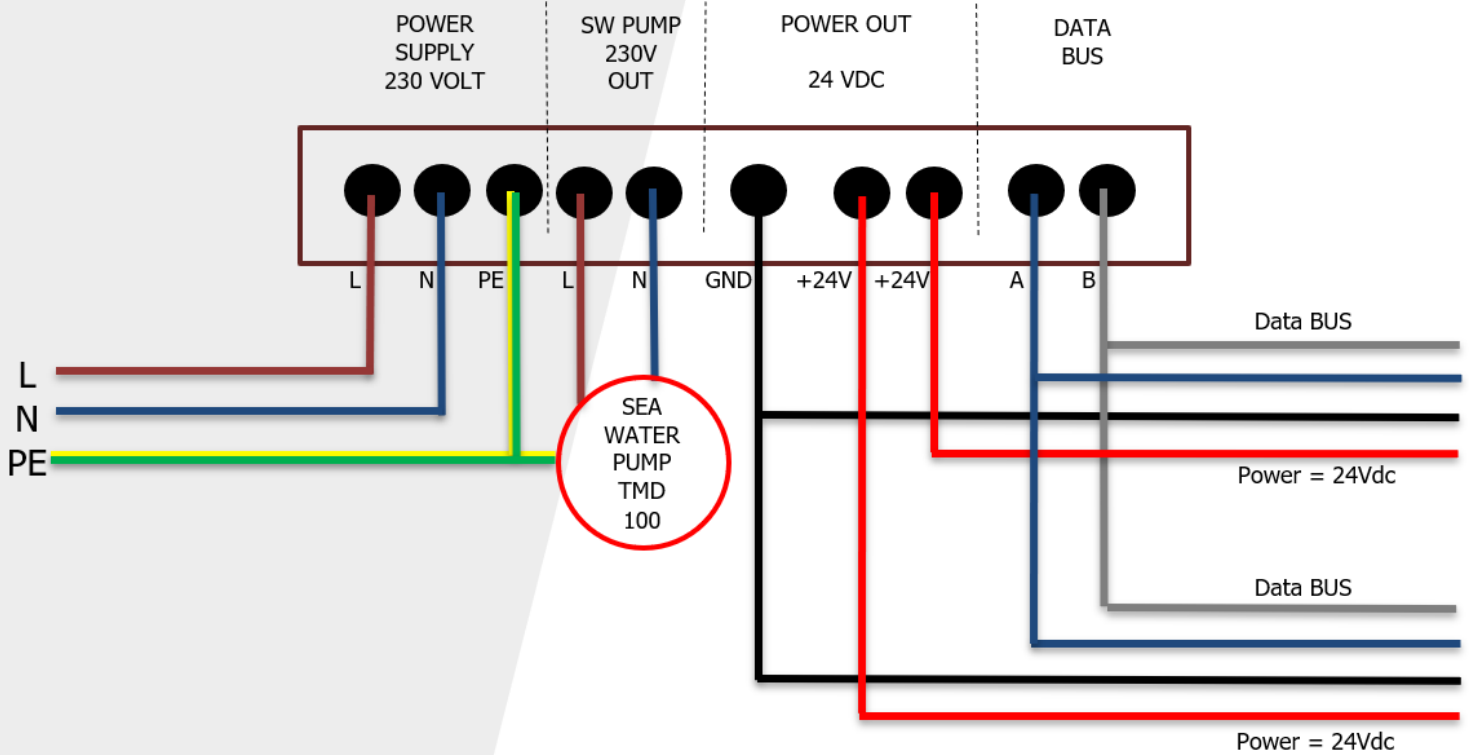 POWER
SUPPLY
230 VOLT
SW PUMP
230V
OUT
POWER OUT
24 VDC
DATA
BUS
L
N
PE
L
N
GND
+24V
+24V
A
B
Data BUS
L
N
PE
SEA
WATER
PUMP
TMD
100
Power = 24Vdc
Data BUS
Power = 24Vdc